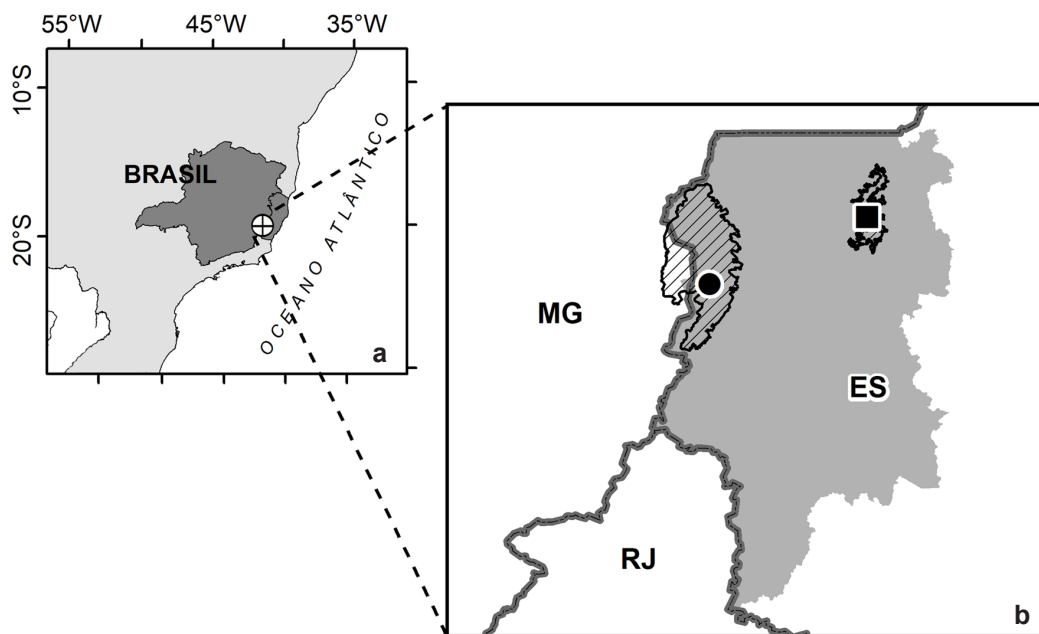 55°W 45°W 35°W
10°S
20°S
BRASIL
OCEANO ATLÂNTICO
a
MG
ES
RJ
b